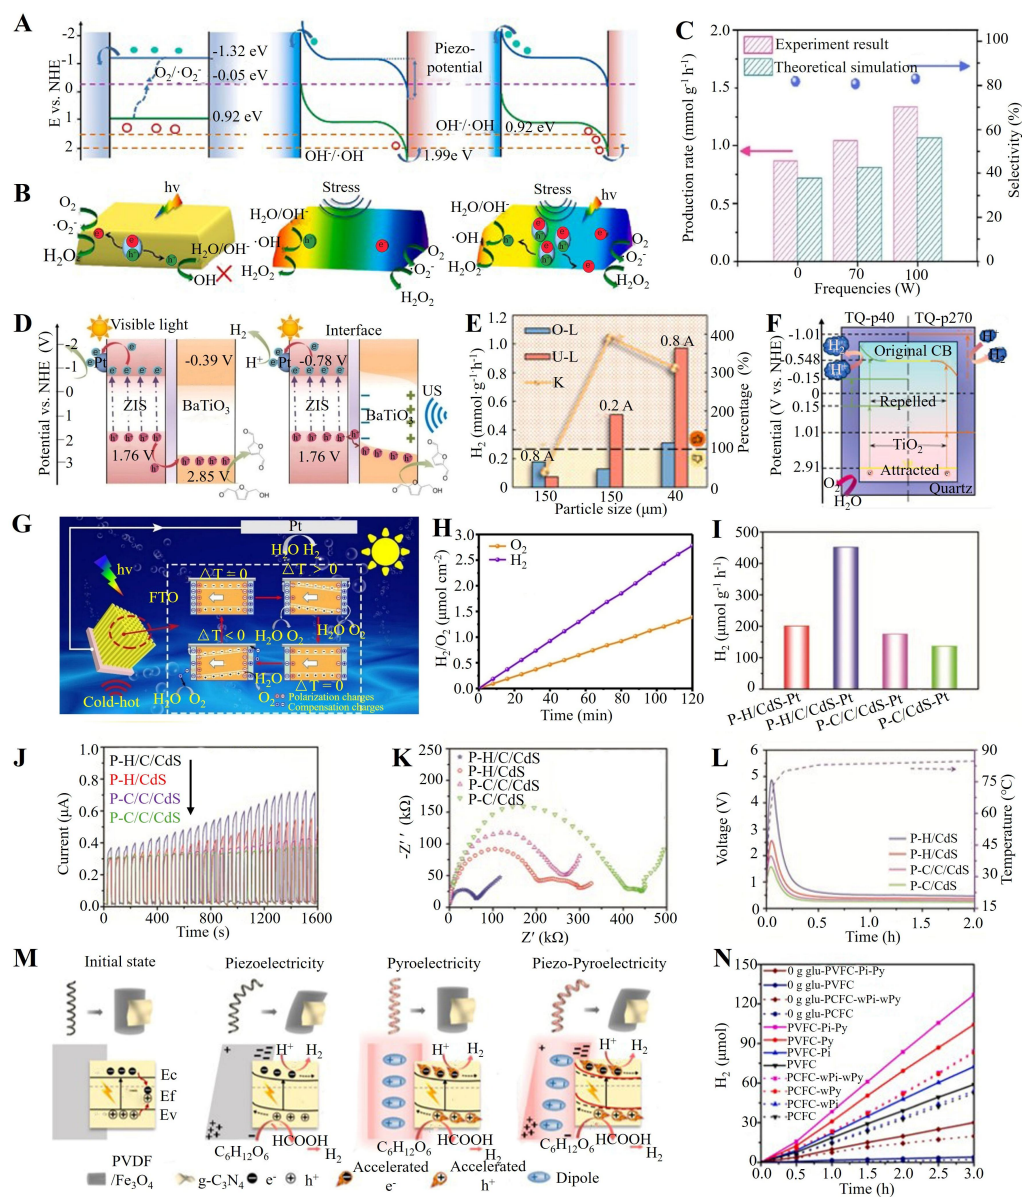 A
E vs. NHE
-2
-1
0
1
2
-1.32 eV
O2/·O2-
-0.05 eV
0.92 eV
Piezo-
potential
OH-/·OH
1.99e V
OH-/·OH
0.92 eV
B
hv
O2
·O2-
H2O2
H2O/OH-
OH
Stress
H2O/OH-
·OH
H2O2
O2
·O2-
H2O2
Stress
hv
H2O/OH-
·OH
H2O2
O2
·O2-
H2O2
C
Production rate (mmol g-1 h-1)
2.0
1.5
1.0
0.5
0.0
Experiment result
Theoretical simulation
100
80
60
40
20
0
Selectivity (%)
0
70
100
Frequencies (W)
D
Potential vs. NHE (V)
-2
-1
0
1
2
3
Visible light
Pt
-0.39 V
ZIS
BaTiO3
1.76 V
2.85 V
H2
H+
Interface
Pt
-0.78 V
ZIS
BaTiO3
1.76 V
US
E
H2 (mmol·g-1·h-1)
1.0
0.8
0.6
0.4
0.2
0.0
O-L
U-L
K
0.8 A
0.2 A
0.8 A
400
300
200
100
0
Percentage (%)
150
150
40
Particle size (μm)
F
TQ-p40
TQ-p270
Potential (V vs. NHE)
-1.01
-0.548
-0.15
0
0.15
1.01
2.91
H2
H+
Original CB
H+
H2
Repelled
TiO2
Attracted
Quartz
O2
H2O
G
Pt
H2O H2
hv
FTO
△T = 0
△T > 0
△T < 0
H2O O2
H2O O2
H2O
O2
△T = 0
H2O O2
Cold-hot
Polarization charges
Compensation charges
H
H2/O2 (μmol cm-2)
3.0
2.5
2.0
1.5
1.0
0.5
0.0
O2
H2
0
20
40
60
80
100
120
Time (min)
I
H2 (μmol g-1 h-1)
500
400
300
200
100
0
P-H/CdS-Pt
P-H/C/CdS-Pt
P-C/C/CdS-Pt
P-C/CdS-Pt
J
Current (μA)
1.0
0.8
0.6
0.4
0.2
0.0
P-H/C/CdS
P-H/CdS
P-C/C/CdS
P-C/CdS
0
400
800
1200
1600
Time (s)
K
-Z′′ (kΩ)
250
200
150
100
50
0
P-H/C/CdS
P-H/CdS
P-C/C/CdS
P-C/CdS
0
100
200
300
400
500
Z′ (kΩ)
L
Voltage (V)
6
5
4
3
2
1
0
P-H/CdS
P-H/CdS
P-C/C/CdS
P-C/CdS
90
75
60
45
30
15
Temperature (°C)
0.0
0.5
1.0
1.5
2.0
Time (h)
M
Initial state
Piezoelectricity
Pyroelectricity
Piezo-Pyroelectricity
Ec
Ef
Ev
H+
H2
C6H12O6
HCOOH
H2
H+
H2
C6H12O6
HCOOH
H2
H+
H2
C6H12O6
HCOOH
H2
PVDF
/Fe3O4
g-C3N4
e-
h+
Accelerated
e-
Accelerated
h+
Dipole
N
H2 (μmol)
150
120
90
60
30
0
0 g glu-PVFC-Pi-Py
0 g glu-PVFC
0 g glu-PCFC-wPi-wPy
0 g glu-PCFC
PVFC-Pi-Py
PVFC-Py
PVFC-Pi
PVFC
PCFC-wPi-wPy
PCFC-wPy
PCFC-wPi
PCFC
0.0
0.5
1.0
1.5
2.0
2.5
3.0
Time (h)